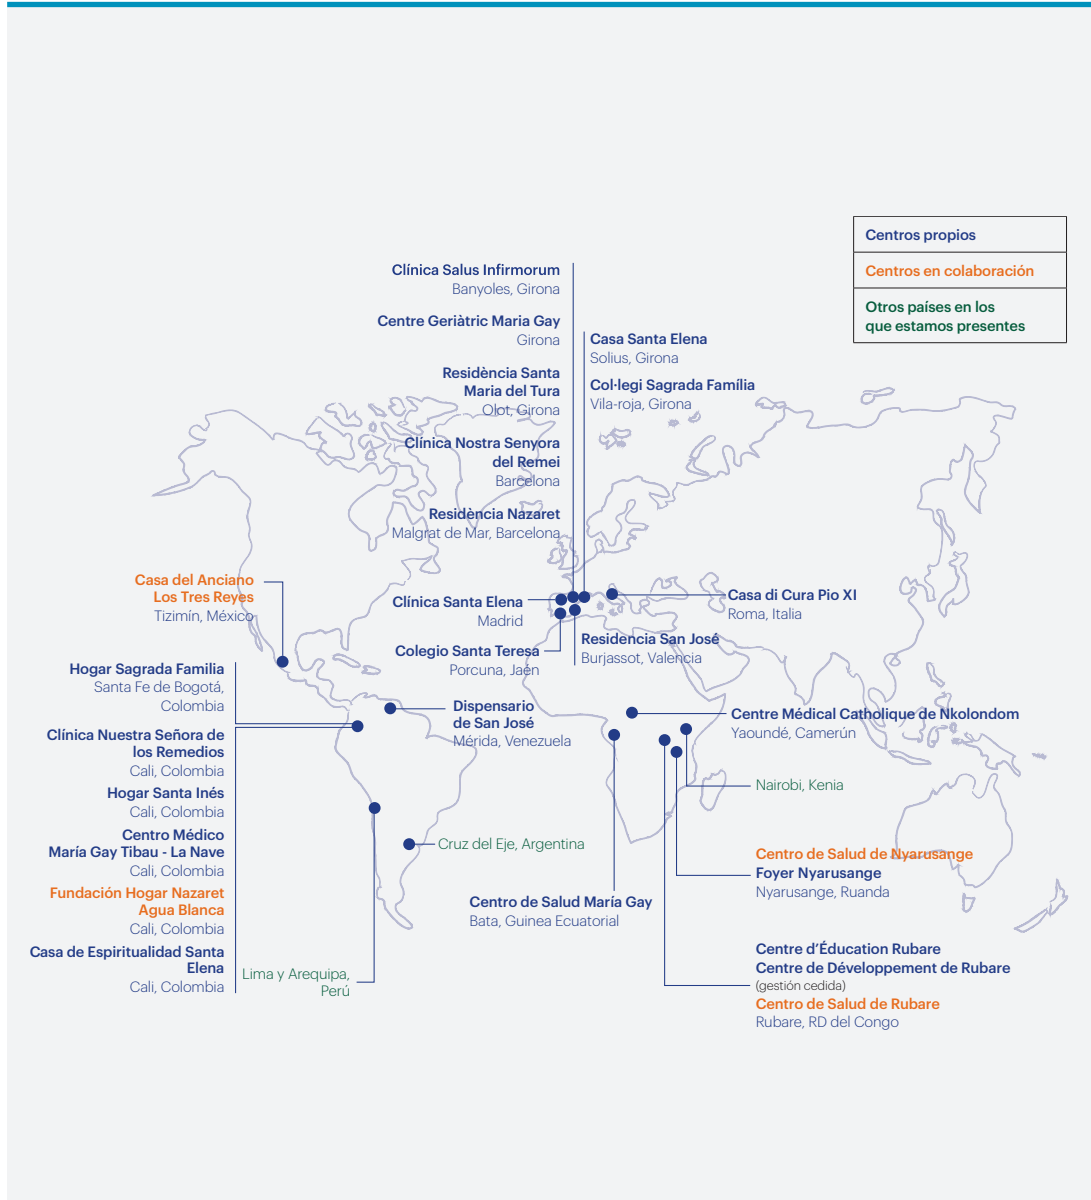 Centros propios
Centros en colaboración
Otros países en los
que estamos presentes
Clínica Salus Infirmorum
Banyoles, Girona
Centre Geriàtric Maria Gay
Girona
Residència Santa
Maria del Tura
Olot, Girona
Clínica Nostra Senyora
del Remei
Barcelona
Residència Nazaret
Malgrat de Mar, Barcelona
Casa Santa Elena
Solius, Girona
Col·legi Sagrada Família
Vila-roja, Girona
Clínica Santa Elena
Madrid
Colegio Santa Teresa
Porcuna, Jaén
Residencia San José
Burjassot, Valencia
Casa di Cura Pio XI
Roma, Italia
Casa del Anciano
Los Tres Reyes
Tizimín, México
Hogar Sagrada Familia
Santa Fe de Bogotá,
Colombia
Clínica Nuestra Señora de
los Remedios
Cali, Colombia
Hogar Santa Inés
Cali, Colombia
Centro Médico
María Gay Tibau - La Nave
Cali, Colombia
Fundación Hogar Nazaret
Agua Blanca
Cali, Colombia
Casa de Espiritualidad Santa
Elena
Cali, Colombia
Lima y Arequipa,
Perú
Dispensario
de San José
Mérida, Venezuela
Cruz del Eje, Argentina
Centro de Salud María Gay
Bata, Guinea Ecuatorial
Centre Médical Catholique de Nkolondom
Yaoundé, Camerún
Nairobi, Kenia
Centro de Salud de Nyarusange
Foyer Nyarusange
Nyarusange, Ruanda
Centre d’Éducation Rubare
Centre de Développement de Rubare
(gestión cedida)
Centro de Salud de Rubare
Rubare, RD del Congo